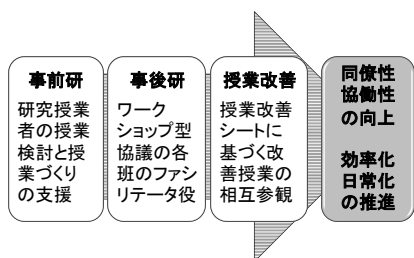 事前研
研究授業
者の授業
検討と授
業づくり
の支援
事後研
ワーク
ショップ型
協議の各
班のファシ
リテータ役
授業改善
授業改善
シートに
基づく改
善授業の
相互参観
同僚性
協働性
の向上
効率化
日常化
の推進